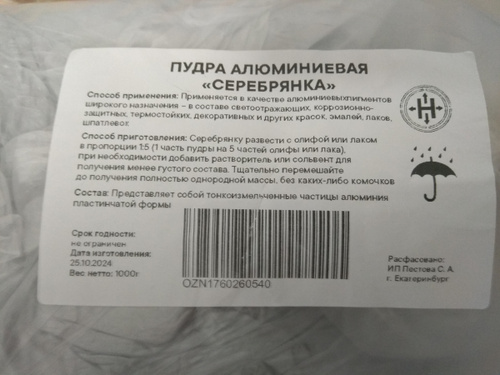 ПУДРА АЛЮМИНИЕВАЯ
«СЕРЕБРЯНКА»
Способ применения: Применяется в качестве алюминиевыхпигментов
широкого назначения – в составе светоотражающих, коррозионно-
защитных, термостойких, декоративных и других красок, эмалей, лаков,
шпатлевок.
Способ приготовления: Серебрянку развести с олифой или лаком
в пропорции 1:5 (1 часть пудры на 5 частей олифы или лака),
при необходимости добавить растворитель или сольвент для
получения менее густого состава. Тщательно перемешайте
до получения полностью однородной массы, без каких-либо комочков
Состав: Представляет собой тонкоизмельченные частицы алюминия
пластинчатой формы
Срок годности:
не ограничен
Дата изготовления:
25.10.2024
Вес нетто: 1000г
OZN1760260540
Расфасовано:
ИП Пестова С. А.
г. Екатеринбург